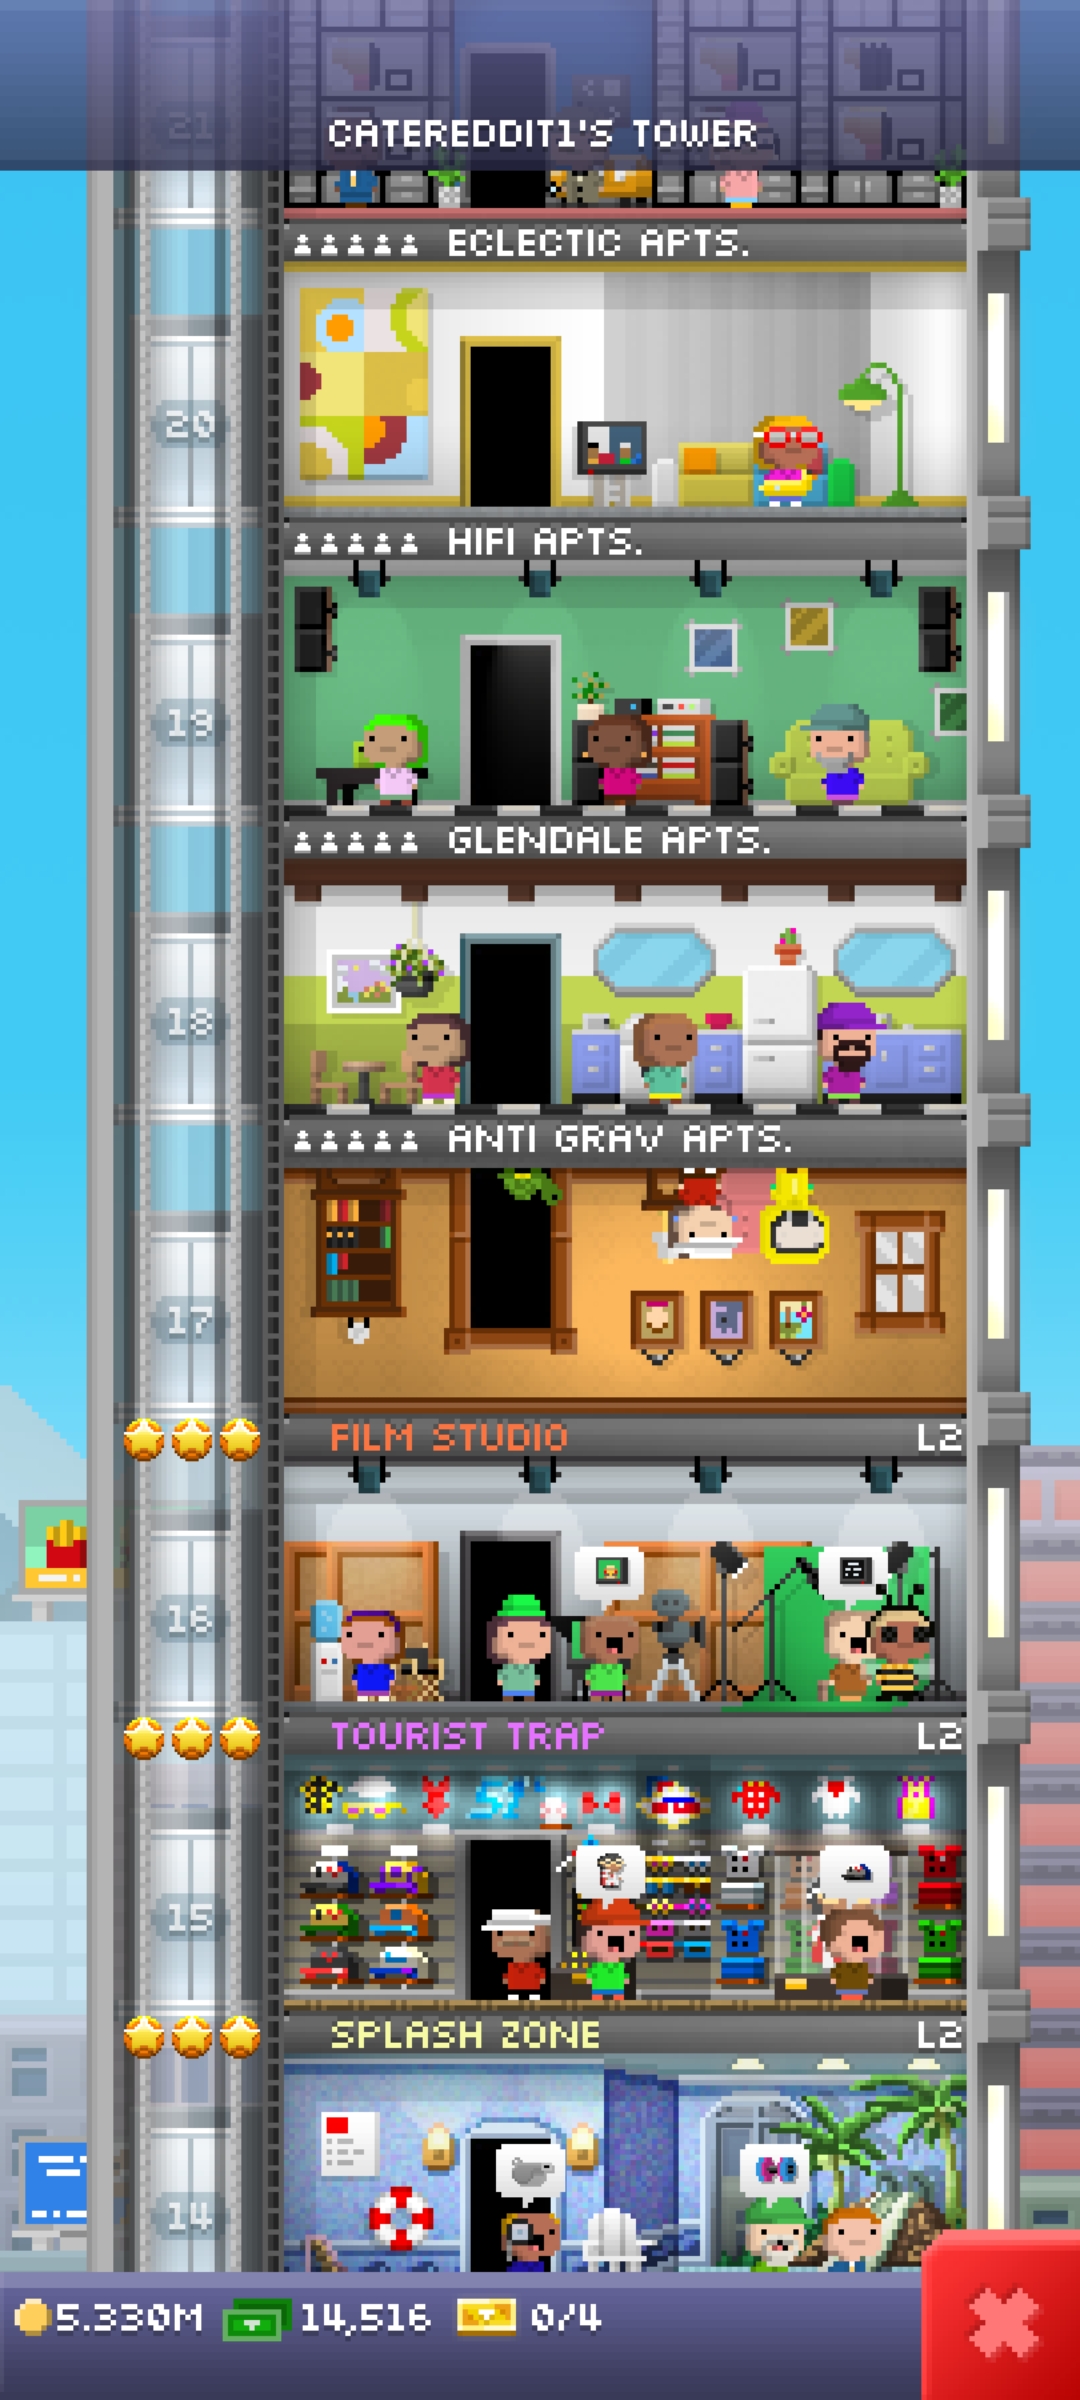 21
CATEREDDIT1'S TOWER
ECLECTIC APTS.
20
HIFI APTS.
19
GLENDALE APTS.
18
ANTI GRAV APTS.
17
FILM STUDIO L2
16
TOURIST TRAP L2
15
SPLASH ZONE L2
14
5.330M 14,516 0/4